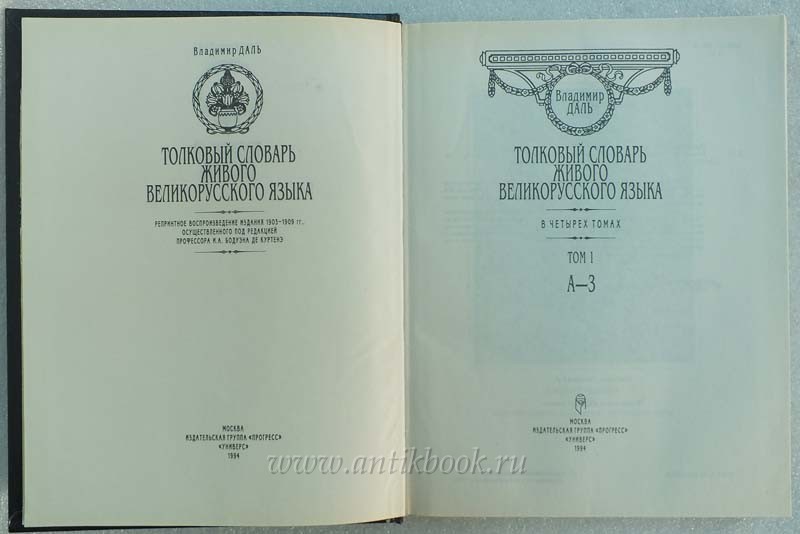 Владимир ДАЛЬ
ТОЛКОВЫЙ СЛОВАРЬ
ЖИВОГО
ВЕЛИКОРУССКОГО ЯЗЫКА
РЕПРИНТНОЕ ВОСПРОИЗВЕДЕНИЕ ИЗДАНИЯ 1903–1909 гг.,
ОСУЩЕСТВЛЕННОГО ПОД РЕДАКЦИЕЙ
ПРОФЕССОРА И.А. БОДУЭНА ДЕ КУРТЕНЭ
МОСКВА
ИЗДАТЕЛЬСКАЯ ГРУППА «ПРОГРЕСС»
«УНИВЕРС»
1994
Владимир
ДАЛЬ
ТОЛКОВЫЙ СЛОВАРЬ
ЖИВОГО
ВЕЛИКОРУССКОГО ЯЗЫКА
В ЧЕТЫРЕХ ТОМАХ
ТОМ 1
А—З
МОСКВА
ИЗДАТЕЛЬСКАЯ ГРУППА «ПРОГРЕСС»
«УНИВЕРС»
1994
www.antikbook.ru